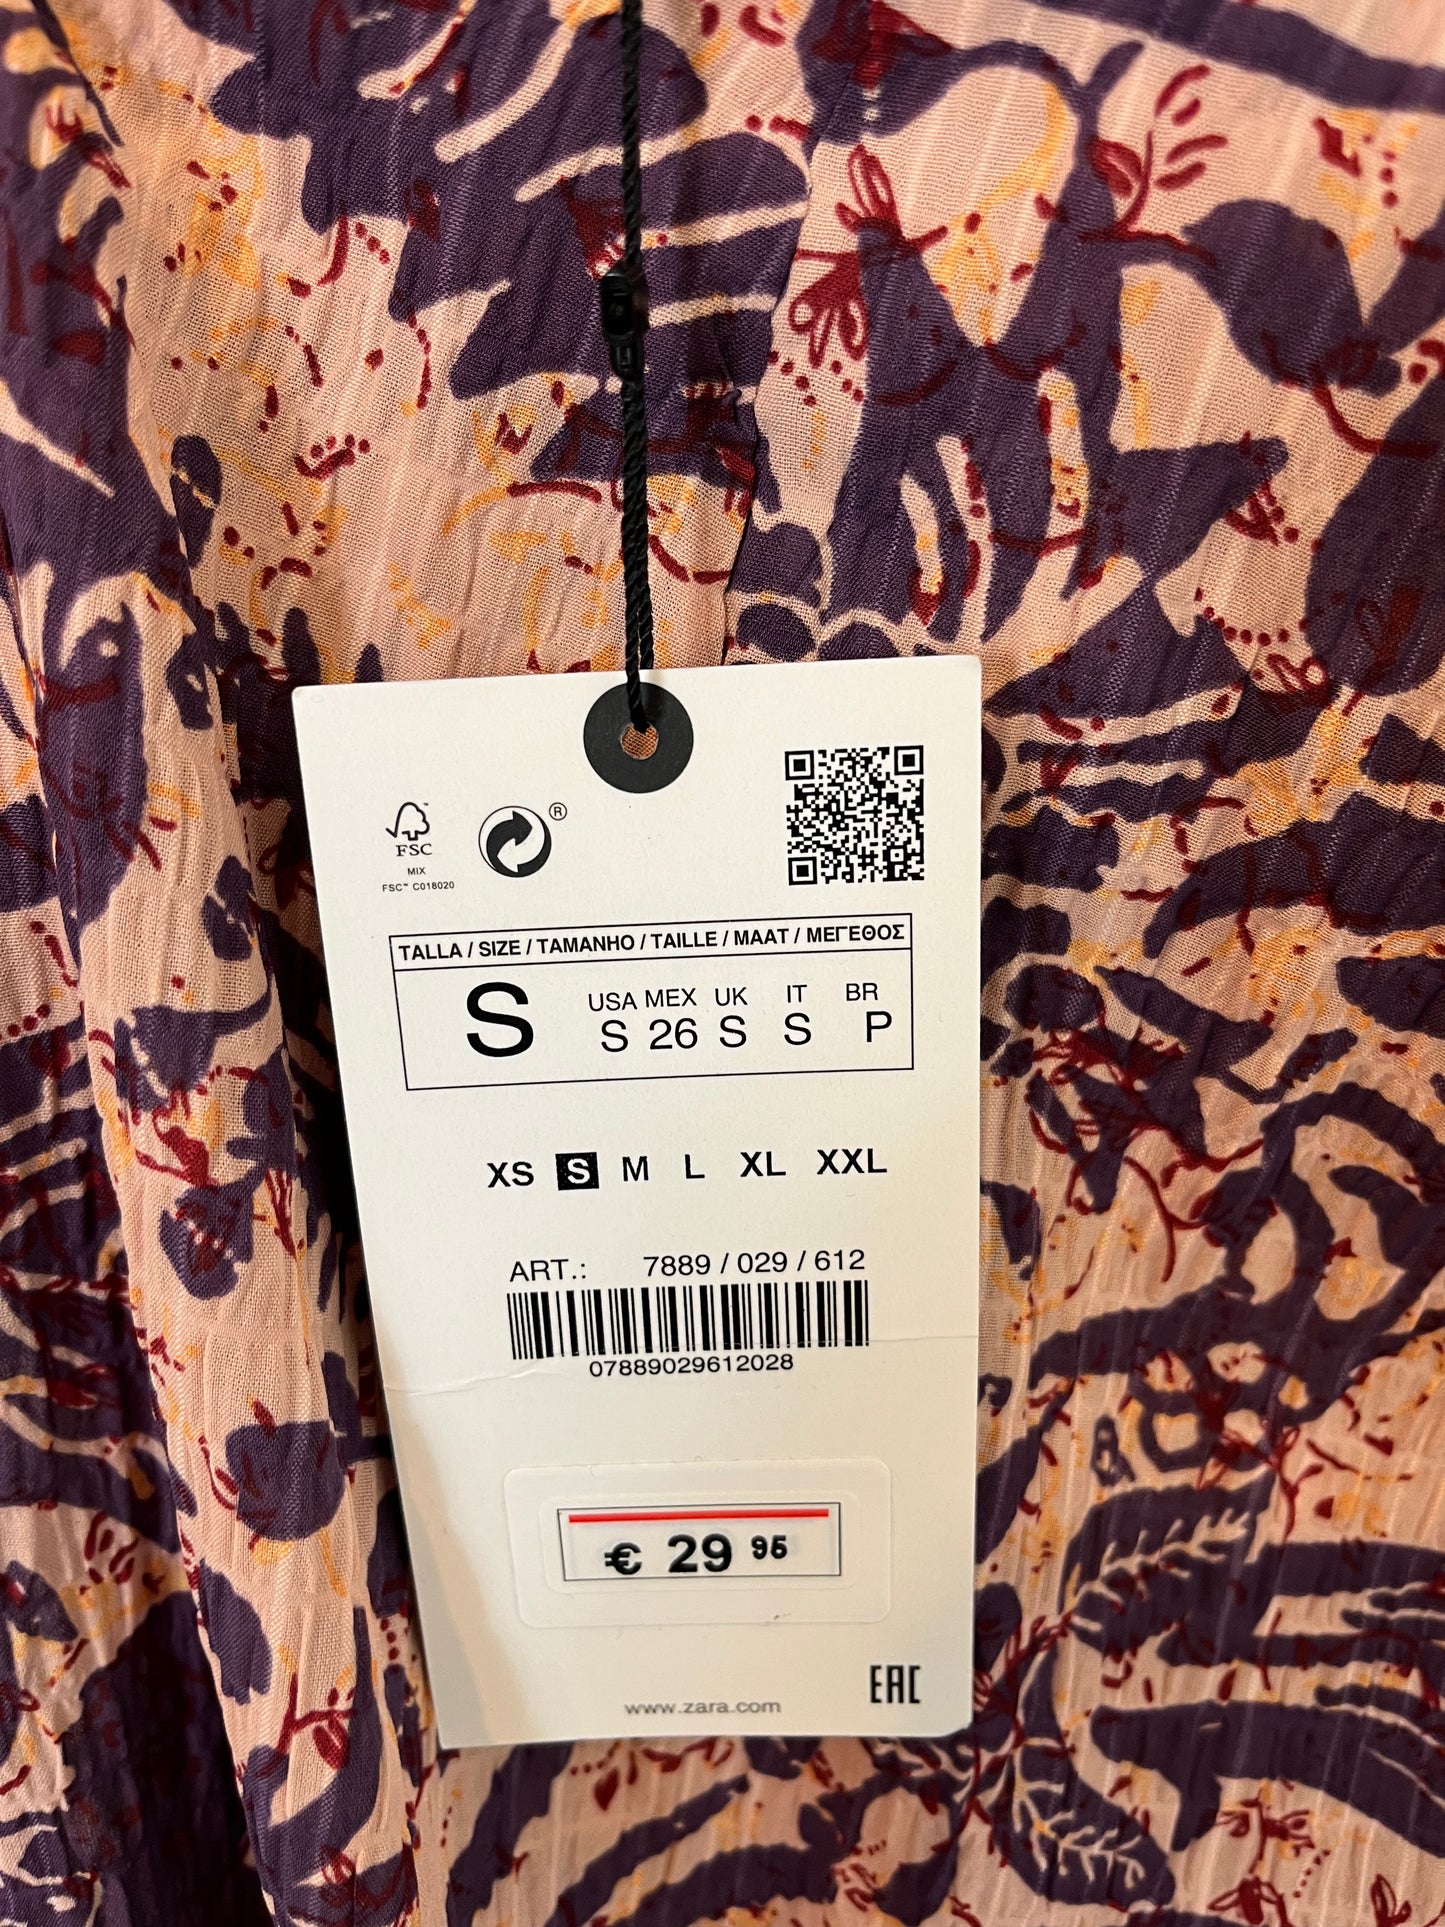 FSC
MIX
FSC™ C018020
®
TALLA / SIZE / TAMANHO / TAILLE / MAAT / ΜΕΓΕΘΟΣ
S
USA MEX UK IT BR
S 26 S S P
XS S M L XL XXL
ART.: 7889 / 029 / 612
07889029612028
€ 29 95
www.zara.com
EAC